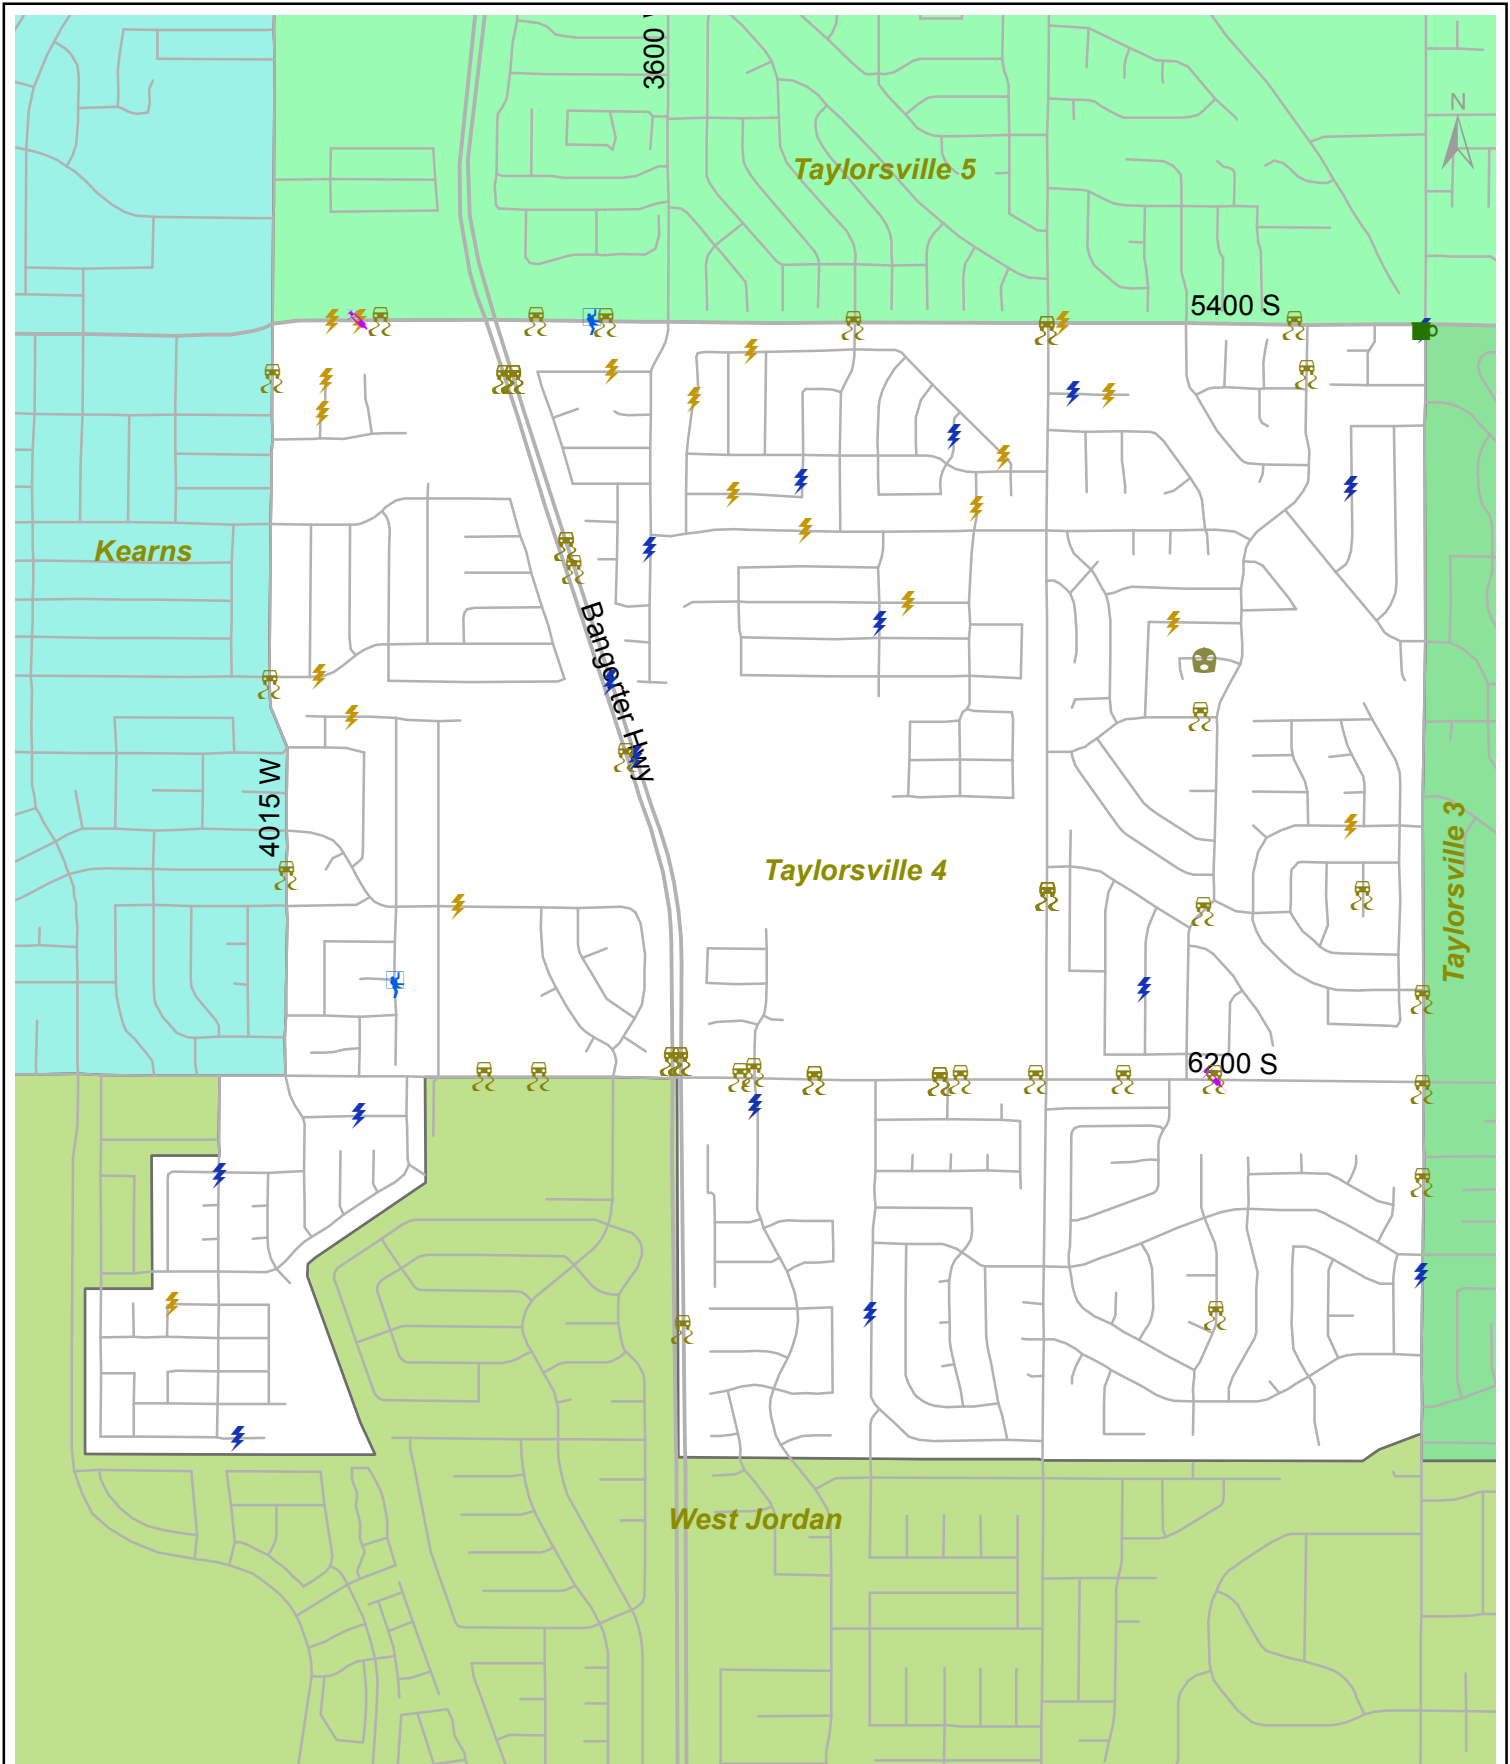 3600 W
N
Taylorsville 5
5400 S
Kearns
Bangerter Hwy
4015 W
Taylorsville 4
Taylorsville 3
6200 S
West Jordan